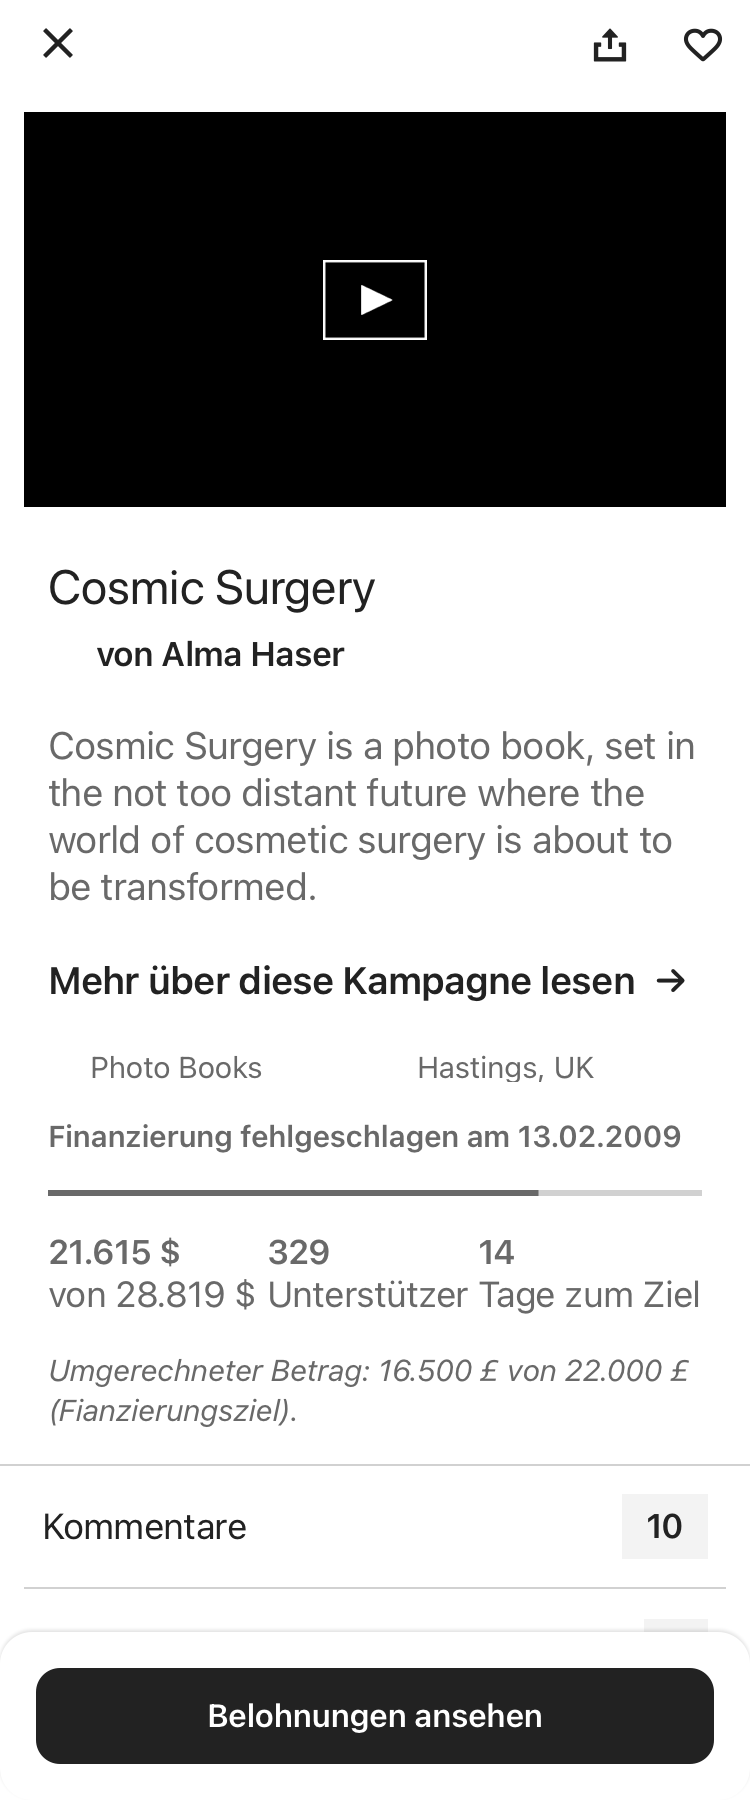 Cosmic Surgery
von Alma Haser
Cosmic Surgery is a photo book, set in
the not too distant future where the
world of cosmetic surgery is about to
be transformed.
Mehr über diese Kampagne lesen →
Photo Books
Hastings, UK
Finanzierung fehlgeschlagen am 13.02.2009
21.615 $
von 28.819 $
329
Unterstützer
14
Tage zum Ziel
Umgerechneter Betrag: 16.500 £ von 22.000 £
(Fianzierungsziel).
Kommentare
10
Belohnungen ansehen